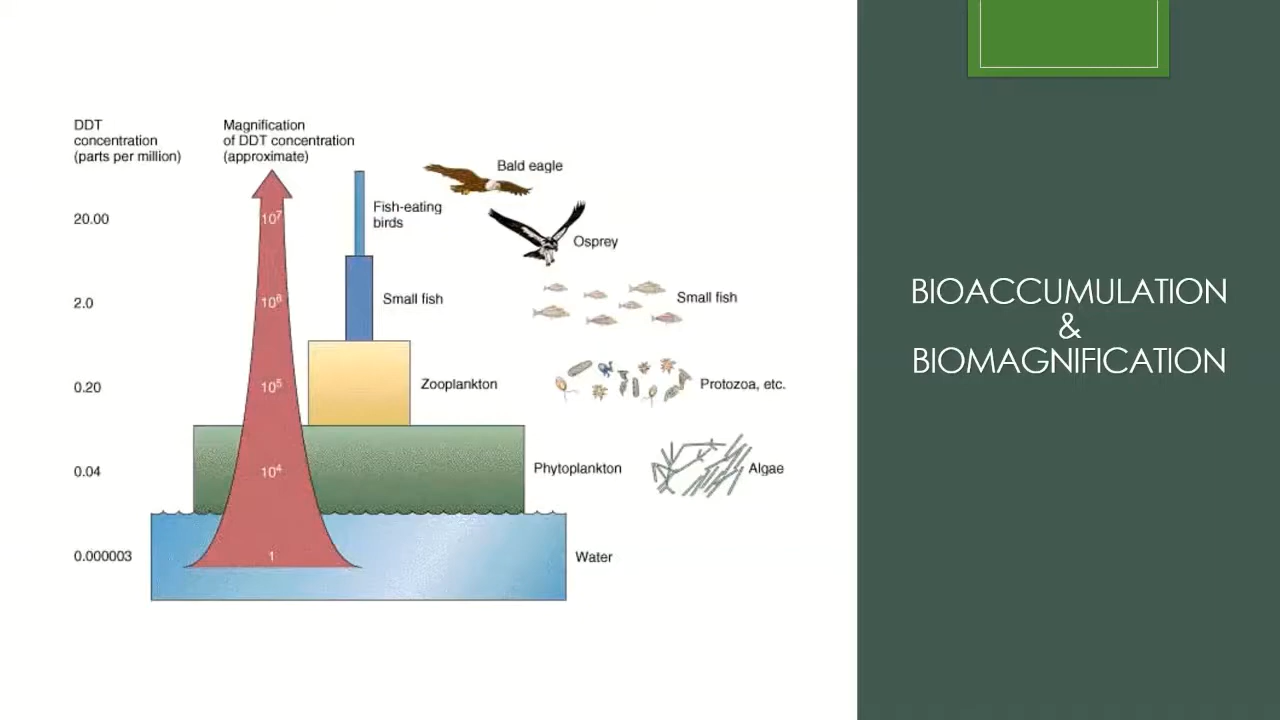 DDT
concentration
(parts per million)
Magnification
of DDT concentration
(approximate)
Bald eagle
20.00
10⁷
Fish-eating
birds
Osprey
2.0
10⁶
Small fish
Small fish
0.20
10⁵
Zooplankton
Protozoa, etc.
0.04
10⁴
Phytoplankton
Algae
0.000003
1
Water
BIOACCUMULATION
&
BIOMAGNIFICATION